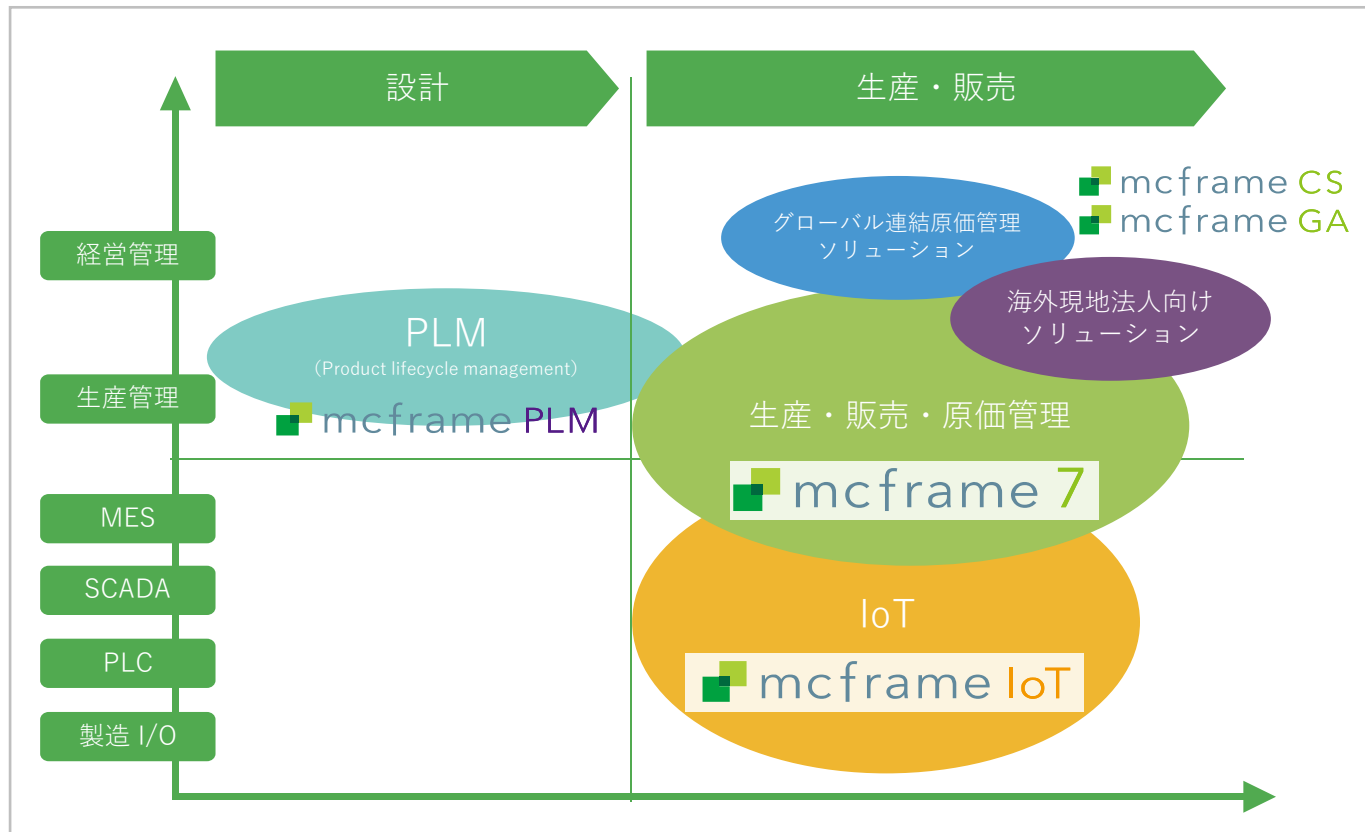 設計
生産・販売
mcframe CS
mcframe GA
グローバル連結原価管理
ソリューション
経営管理
海外現地法人向け
ソリューション
PLM
(Product lifecycle management)
生産管理
mcframe PLM
生産・販売・原価管理
mcframe 7
MES
SCADA
IoT
PLC
mcframe IoT
製造 I/O